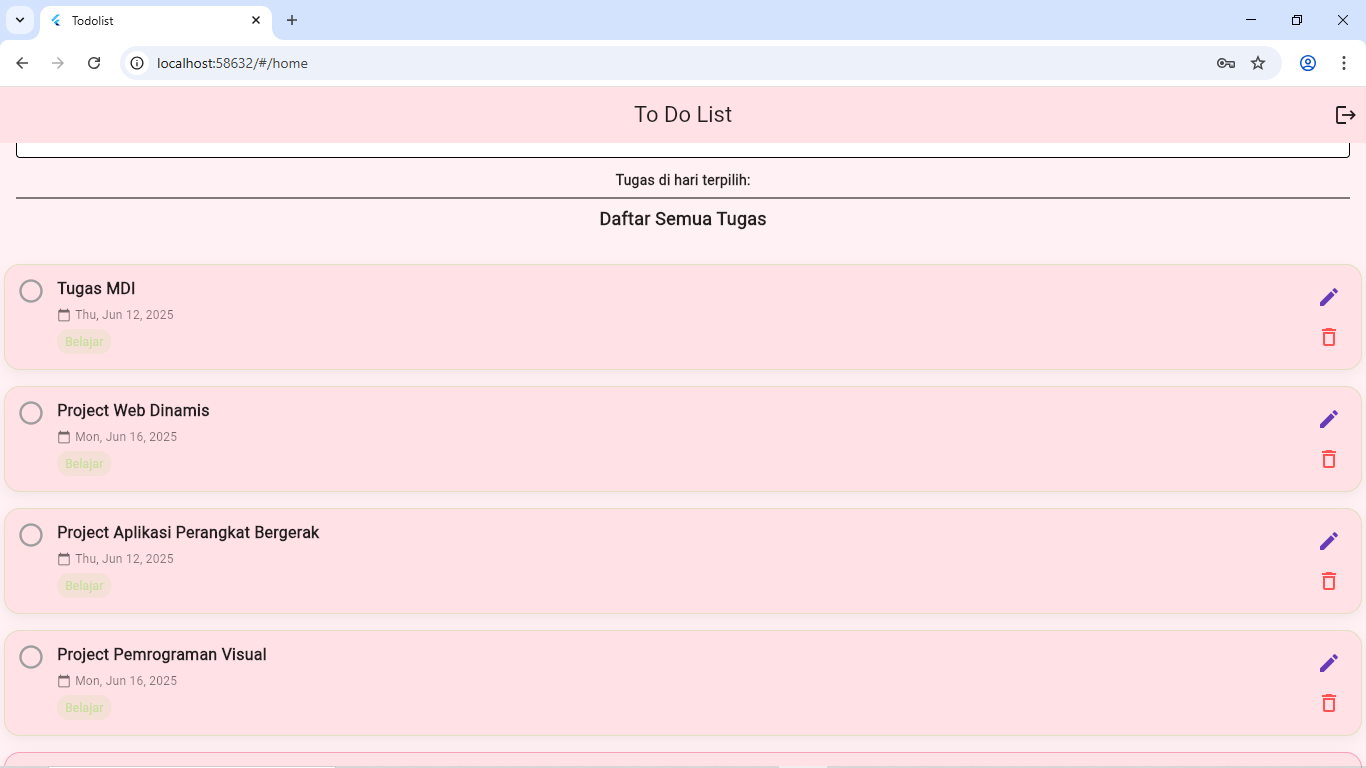 Todolist
localhost:58632/#/home
To Do List
Tugas di hari terpilih:
Daftar Semua Tugas
Tugas MDI
Thu, Jun 12, 2025
Belajar
Project Web Dinamis
Mon, Jun 16, 2025
Belajar
Project Aplikasi Perangkat Bergerak
Thu, Jun 12, 2025
Belajar
Project Pemrograman Visual
Mon, Jun 16, 2025
Belajar